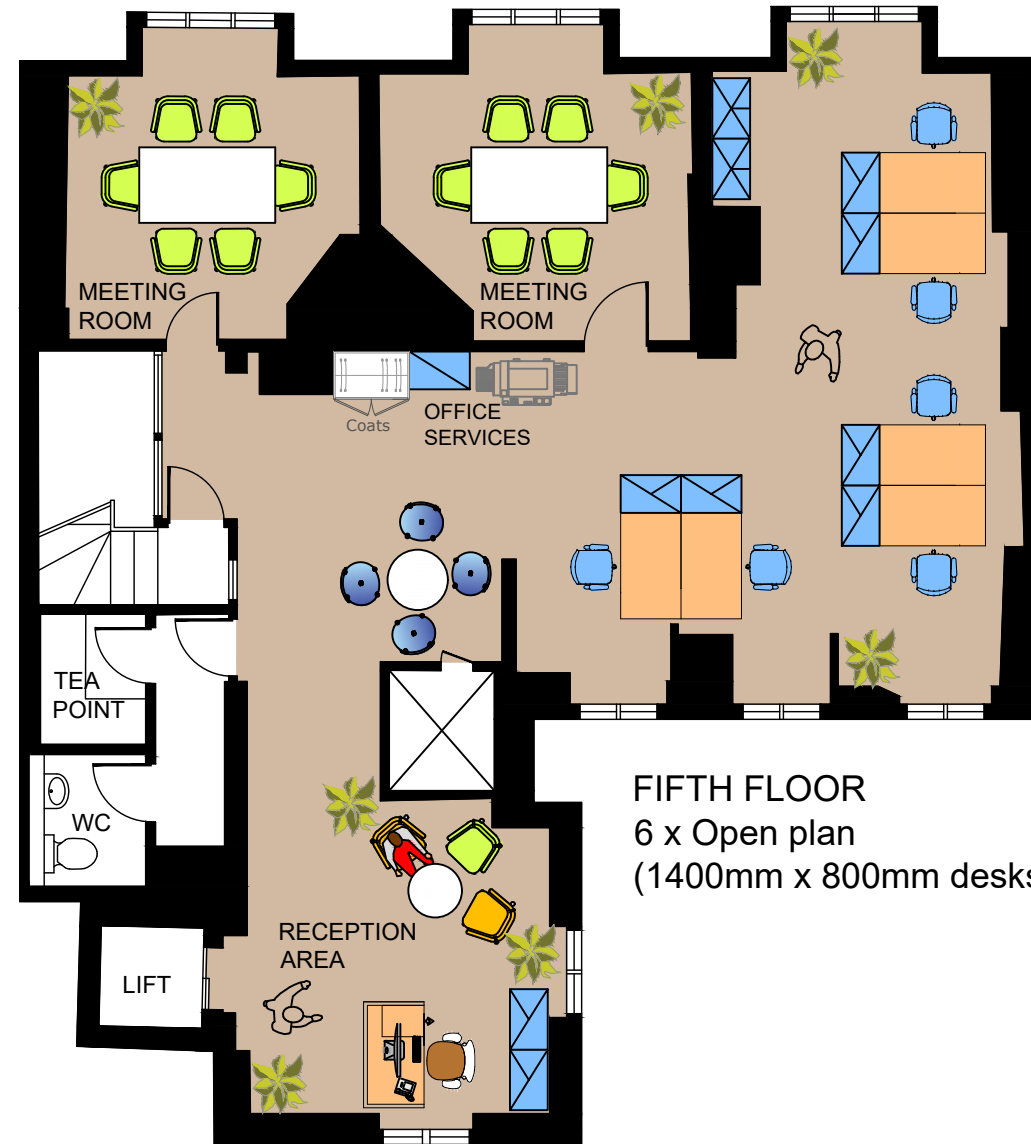 MEETING
ROOM
MEETING
ROOM
Coats
OFFICE
SERVICES
TEA
POINT
WC
FIFTH FLOOR
6 x Open plan
(1400mm x 800mm desks
RECEPTION
AREA
LIFT